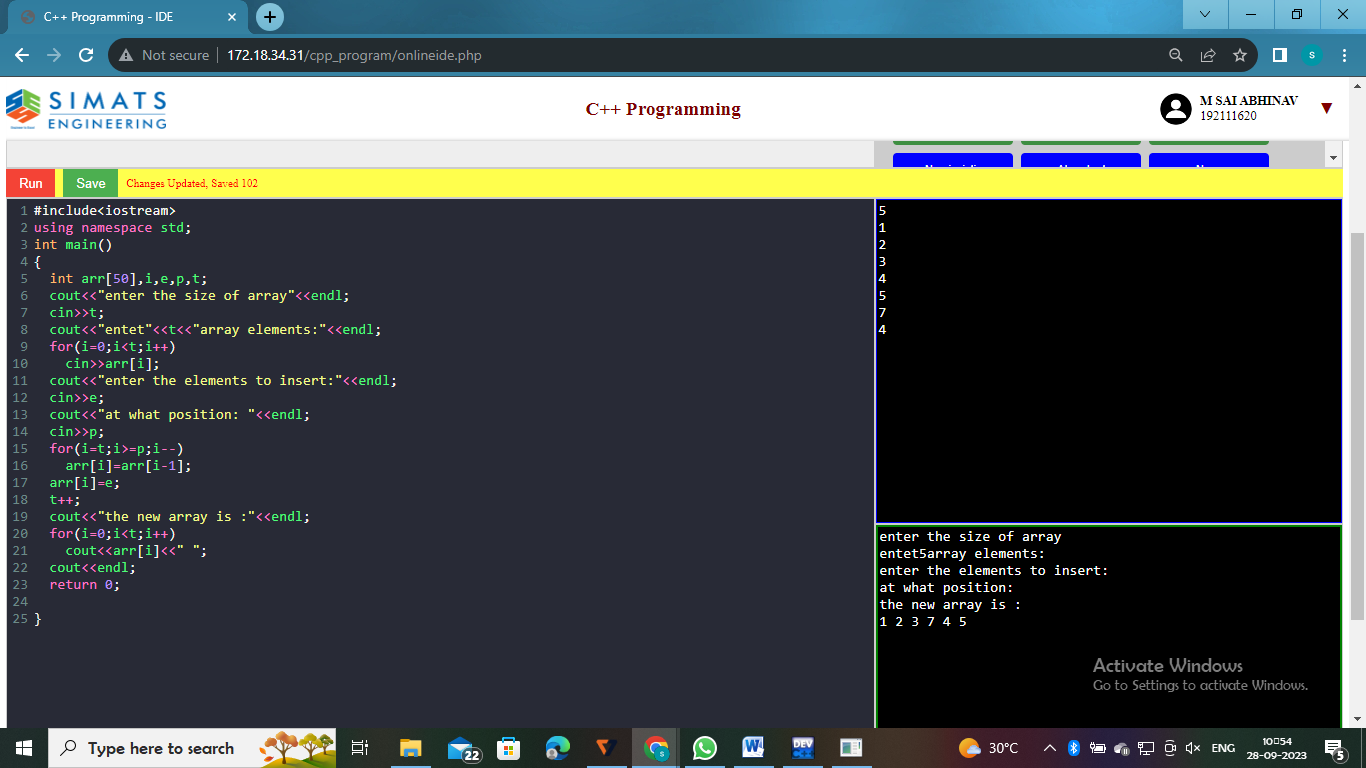 C++ Programming - IDE
Not secure 172.18.34.31/cpp_program/onlineide.php
SIMATS
ENGINEERING
C++ Programming
M SAI ABHINAV
192111620
Run Save Changes Updated, Saved 102
1 #include<iostream>
2 using namespace std;
3 int main()
4 {
5 int arr[50],i,e,p,t;
6 cout<<"enter the size of array"<<endl;
7 cin>>t;
8 cout<<"entet"<<t<<"array elements:"<<endl;
9 for(i=0;i<t;i++)
10 cin>>arr[i];
11 cout<<"enter the elements to insert:"<<endl;
12 cin>>e;
13 cout<<"at what position: "<<endl;
14 cin>>p;
15 for(i=t;i>=p;i--)
16 arr[i]=arr[i-1];
17 arr[i]=e;
18 t++;
19 cout<<"the new array is :"<<endl;
20 for(i=0;i<t;i++)
21 cout<<arr[i]<<" ";
22 cout<<endl;
23 return 0;
24
25 }
5
1
2
3
4
5
7
4
enter the size of array
entet5array elements:
enter the elements to insert:
at what position:
the new array is :
1 2 3 7 4 5
Activate Windows
Go to Settings to activate Windows.
Type here to search
22
DEV
30°C
ENG
10:54
28-09-2023
5